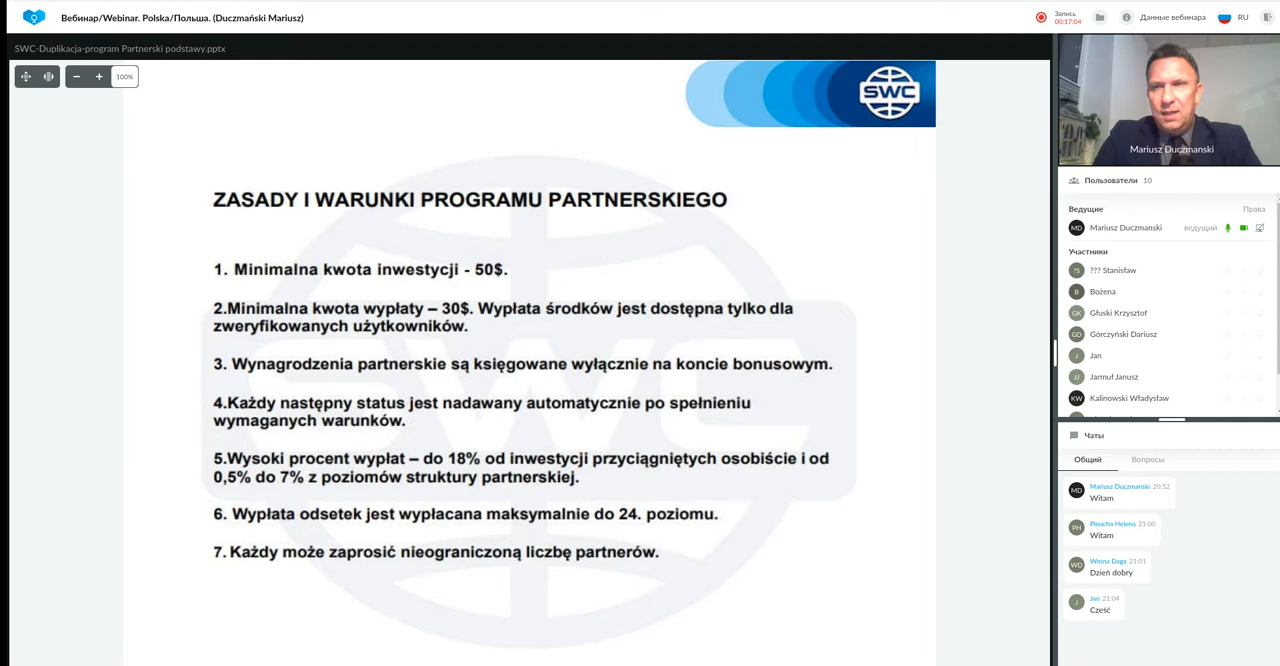 Вебинар/Webinar. Polska/Польша. (Duczmański Mariusz)
Запись
00:17:04
Данные вебинара
RU
SWC-Duplikacja-program Partnerski podstawy.pptx
100%
SWC
ZASADY I WARUNKI PROGRAMU PARTNERSKIEGO
1. Minimalna kwota inwestycji - 50$.
2.Minimalna kwota wypłaty – 30$. Wypłata środków jest dostępna tylko dla
zweryfikowanych użytkowników.
3. Wynagrodzenia partnerskie są księgowane wyłącznie na koncie bonusowym.
4.Każdy następny status jest nadawany automatycznie po spełnieniu
wymaganych warunków.
5.Wysoki procent wypłat – do 18% od inwestycji przyciągniętych osobiście i od
0,5% do 7% z poziomów struktury partnerskiej.
6. Wypłata odsetek jest wypłacana maksymalnie do 24. poziomu.
7. Każdy może zaprosić nieograniczoną liczbę partnerów.
Mariusz Duczmanski
Пользователи 10
Ведущие Права
MD Mariusz Duczmanski ведущий
Участники
?S ??? Stanisław
B Bożena
GK Głuski Krzysztof
GD Górczyński Dariusz
J Jan
JJ Jarmuł Janusz
KW Kalinowski Władysław
Чаты
Общий Вопросы
MD Mariusz Duczmanski 20:52
Witam
PH Płoucha Helena 21:00
Witam
WD Wrona Daga 21:01
Dzień dobry
J Jan 21:04
Cześć